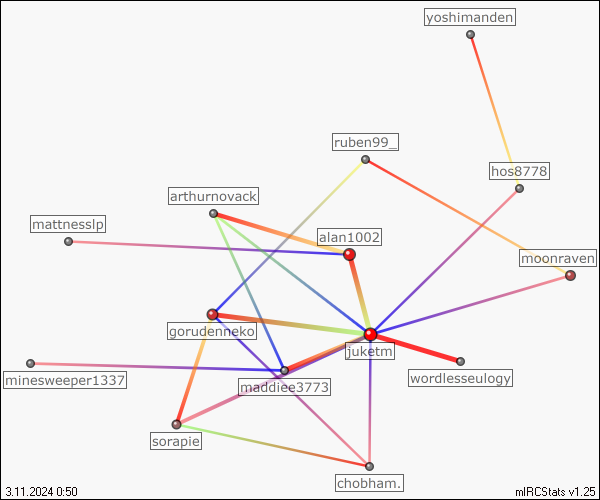 yoshimanden
ruben99_
hos8778
arthurnovack
mattnesslp
alan1002
moonraven
gorudenneko
juketm
minesweeper1337
maddiee3773
wordlesseulogy
sorapie
chobham.
3.11.2024 0:50
mIRCStats v1.25